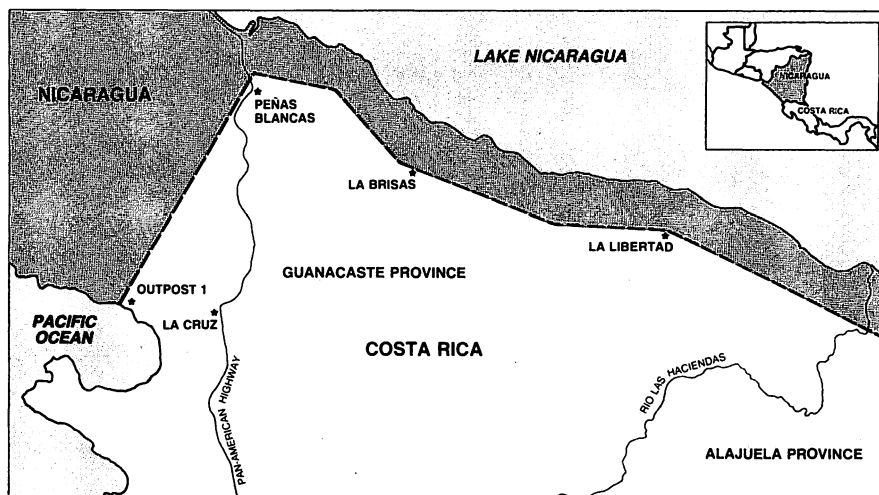 LAKE NICARAGUA
NICARAGUA
COSTA RICA
NICARAGUA
PEÑAS
BLANCAS
LA BRISAS
LA LIBERTAD
GUANACASTE PROVINCE
OUTPOST 1
PACIFIC
OCEAN
LA CRUZ
COSTA RICA
PAN-AMERICAN HIGHWAY
RIO LAS HACIENDAS
ALAJUELA PROVINCE